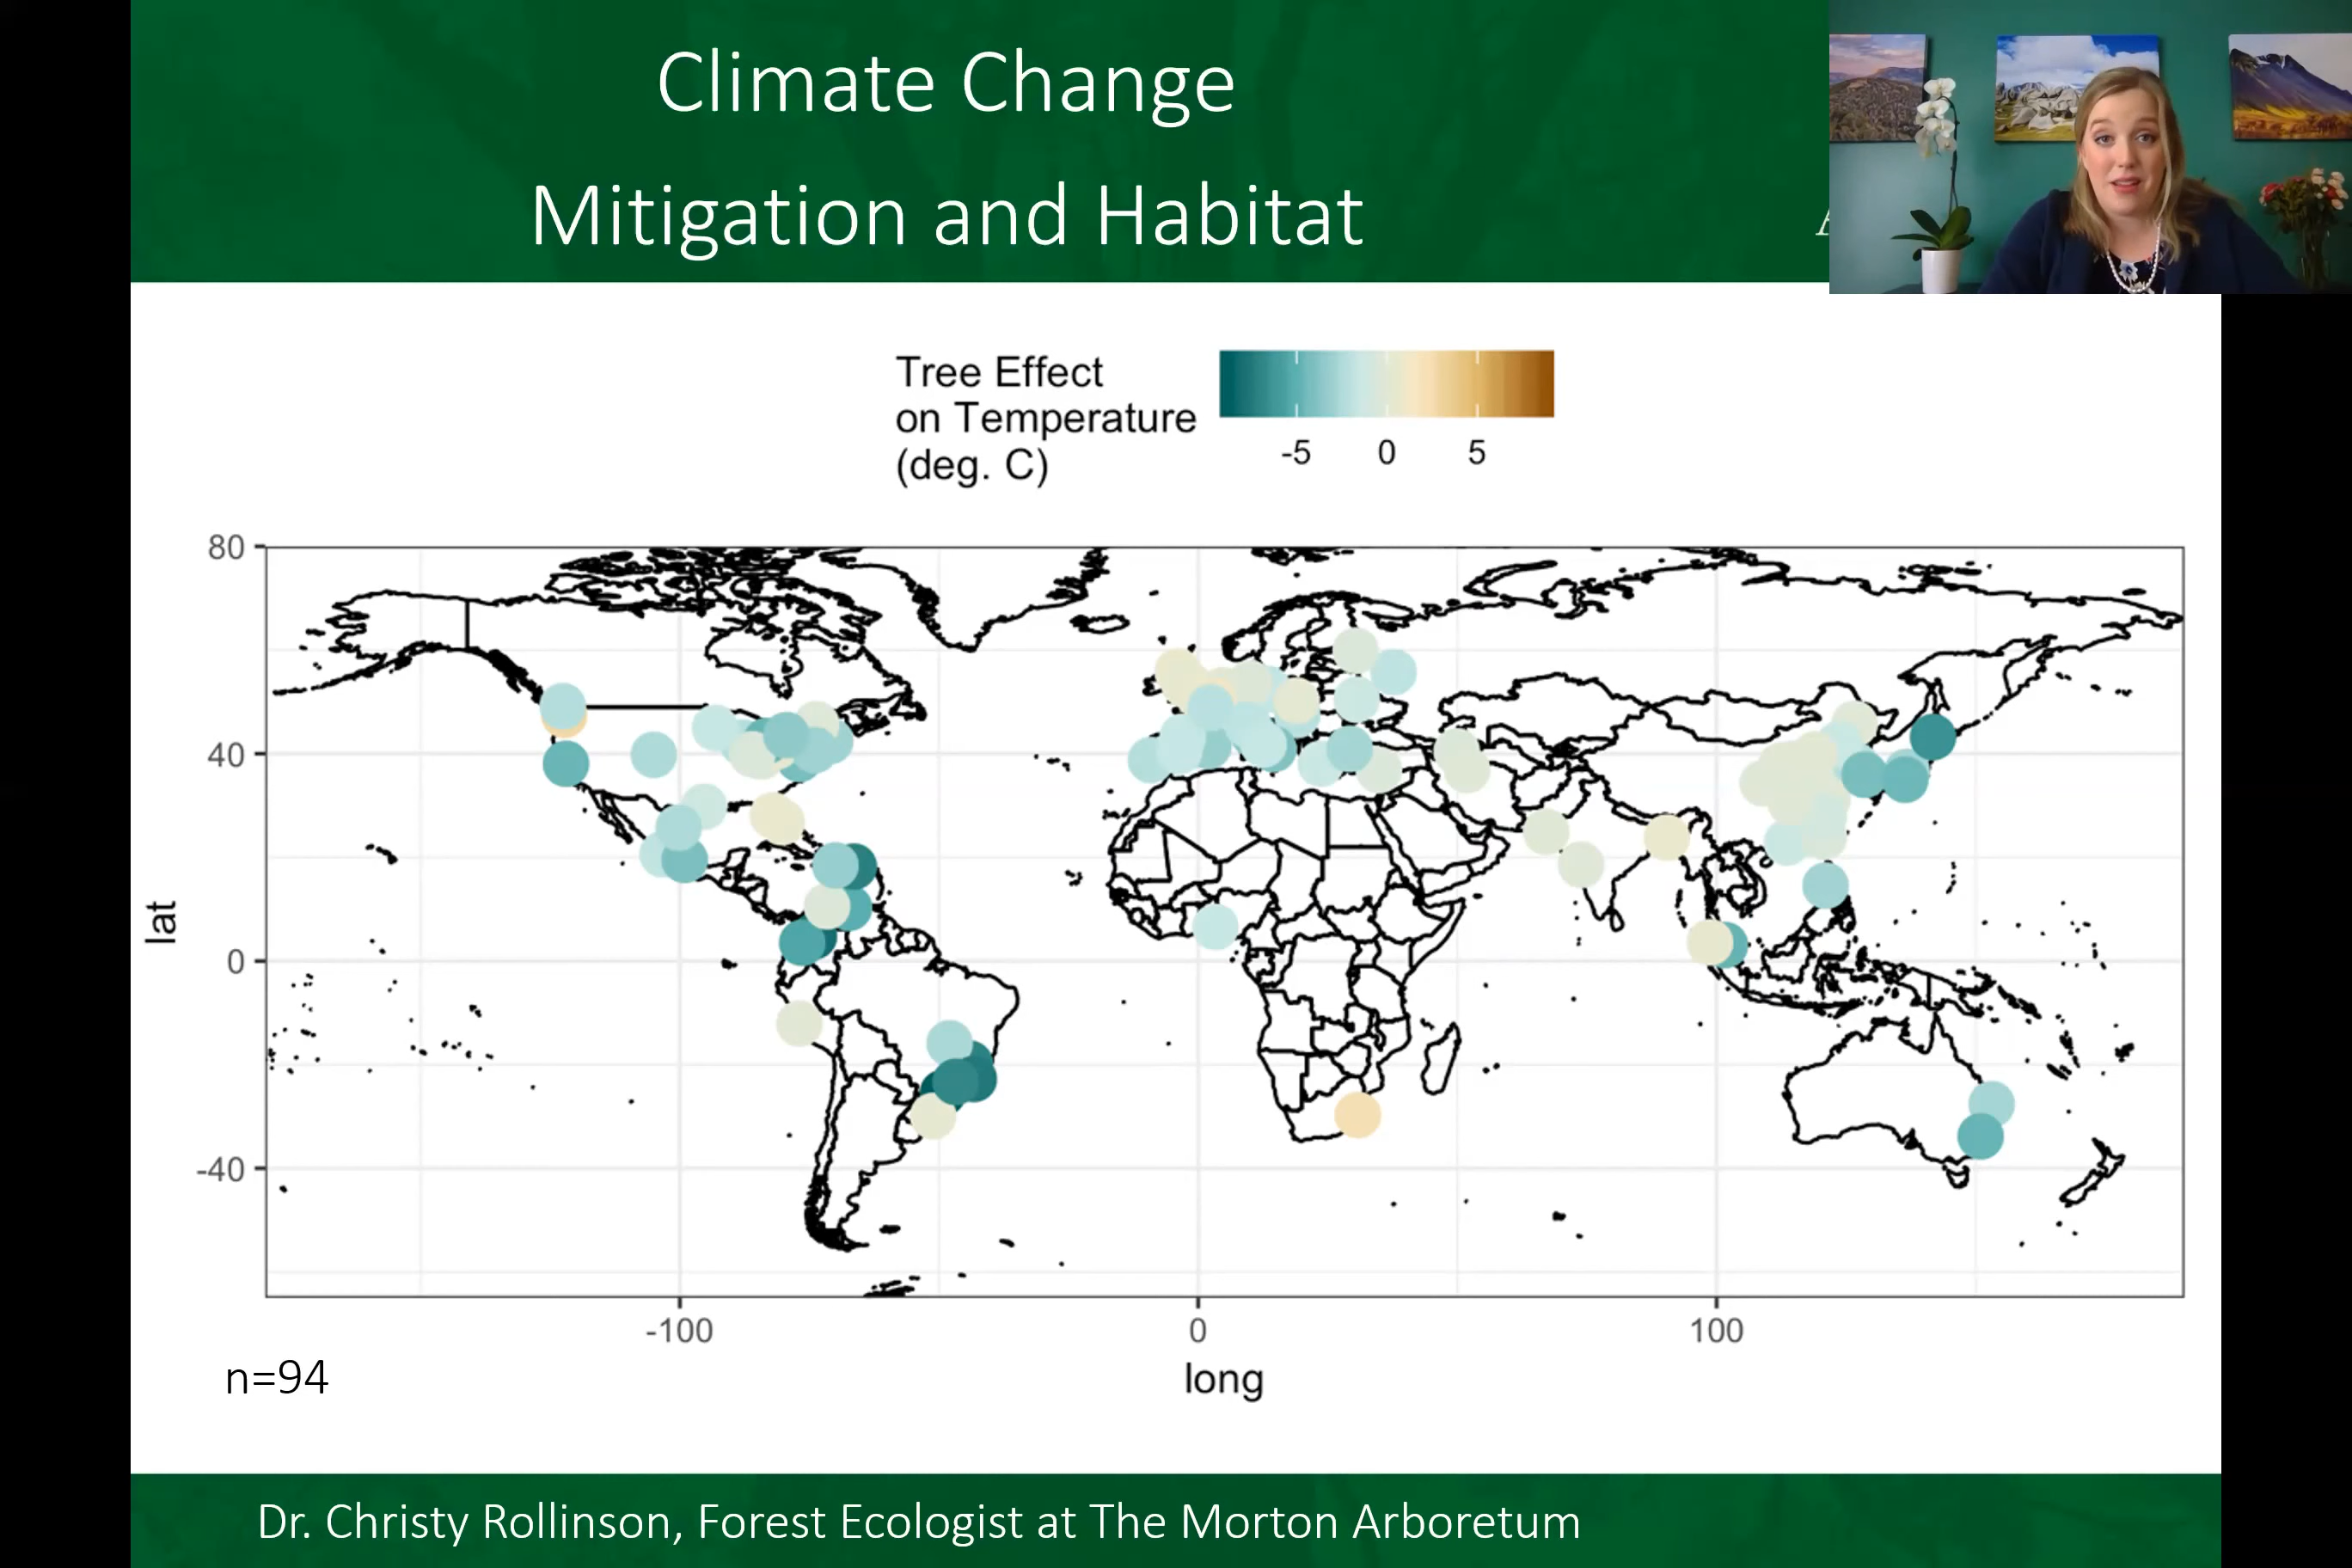 Climate Change
Mitigation and Habitat
A
Tree Effect
on Temperature
(deg. C)
-5 0 5
80
40
0
-40
lat
-100 0 100
long
n=94
Dr. Christy Rollinson, Forest Ecologist at The Morton Arboretum